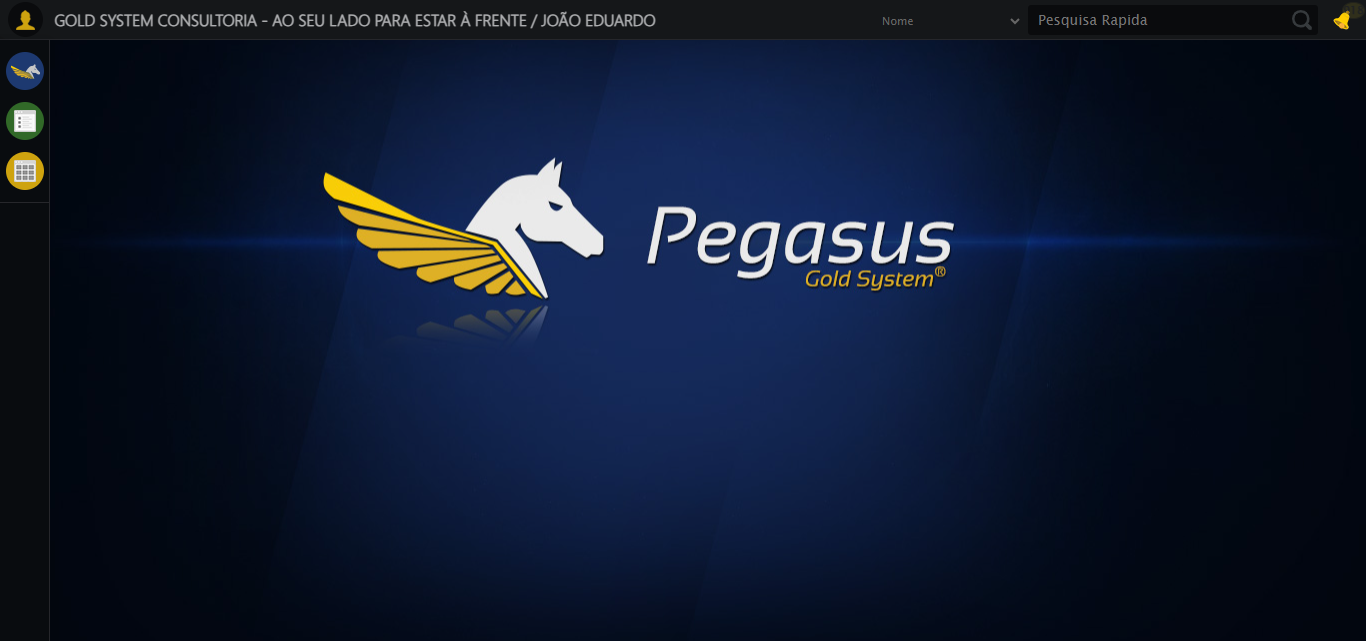 GOLD SYSTEM CONSULTORIA - AO SEU LADO PARA ESTAR À FRENTE / JOÃO EDUARDO
Nome
Pesquisa Rapida
Pegasus
Gold System®